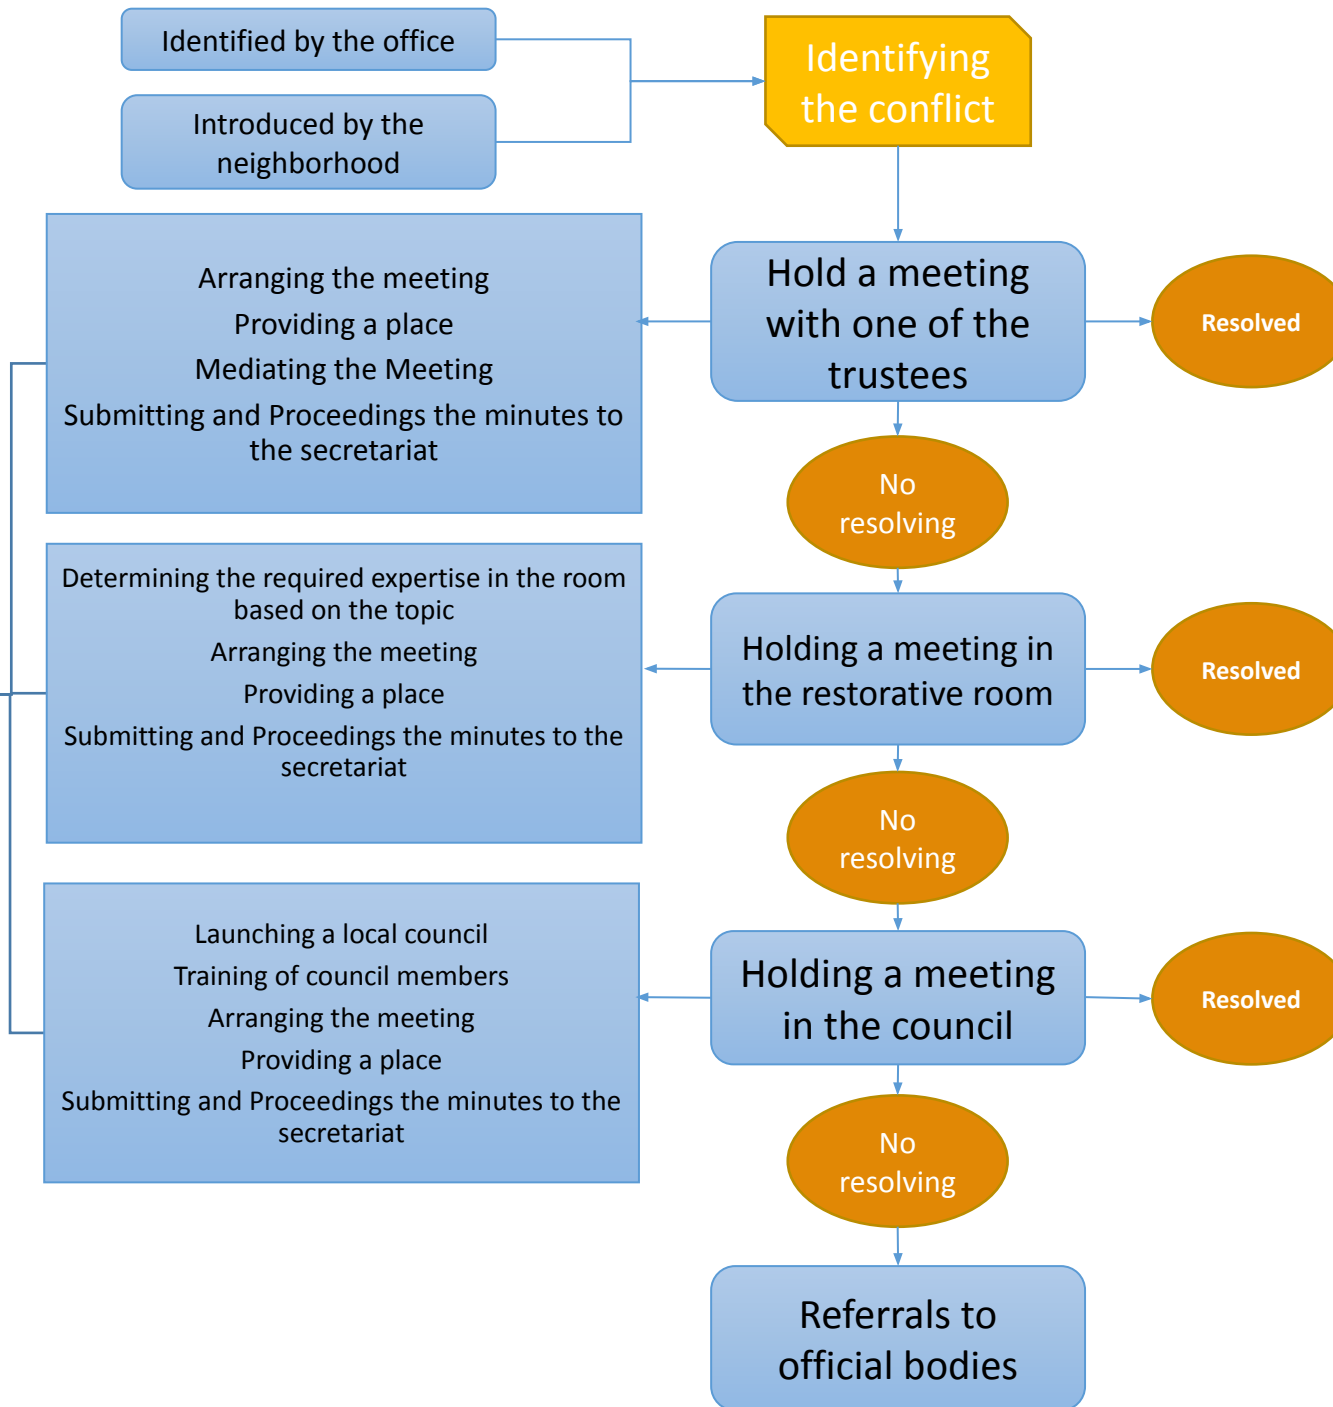 Identified by the office
Introduced by the
neighborhood
Identifying
the conflict
Arranging the meeting
Providing a place
Mediating the Meeting
Submitting and Proceedings the minutes to
the secretariat
Hold a meeting
with one of the
trustees
Resolved
No
resolving
Determining the required expertise in the room
based on the topic
Arranging the meeting
Providing a place
Submitting and Proceedings the minutes to the
secretariat
Holding a meeting in
the restorative room
Resolved
No
resolving
Launching a local council
Training of council members
Arranging the meeting
Providing a place
Submitting and Proceedings the minutes to the
secretariat
Holding a meeting
in the council
Resolved
No
resolving
Referrals to
official bodies